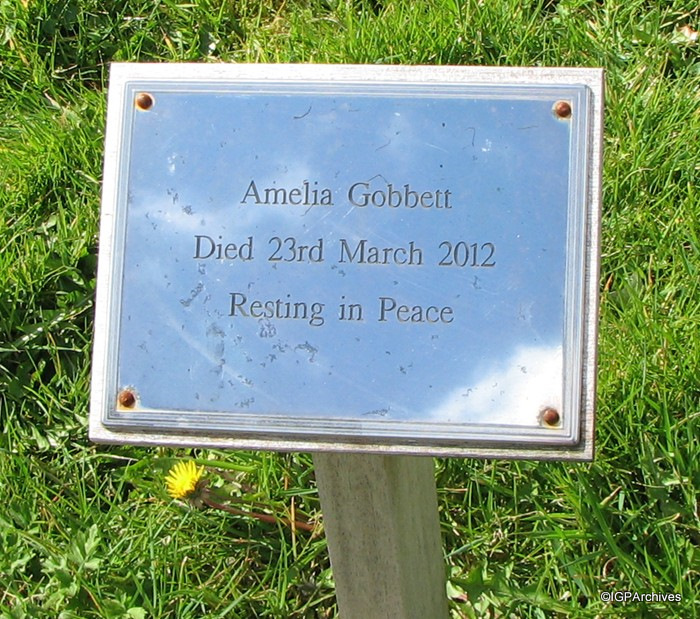 Amelia Gobbett
Died 23rd March 2012
Resting in Peace
©IGPArchives